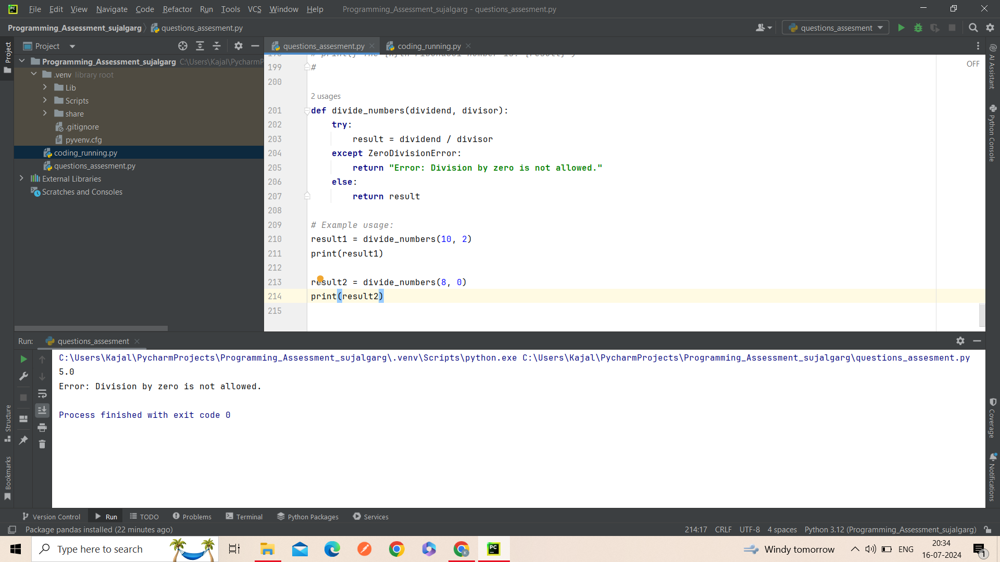 PC File Edit View Navigate Code Refactor Run Tools VCS Window Help Programming_Assessment_sujalgarg - questions_assesment.py
Programming_Assessment_sujalgarg questions_assesment.py
questions_assesment
Project
Project
questions_assesment.py
coding_running.py
Programming_Assessment_sujalgarg C:\Users\Kajal\PycharmP
.venv library root
Lib
Scripts
share
.gitignore
pyvenv.cfg
coding_running.py
questions_assesment.py
External Libraries
Scratches and Consoles
OFF
199 #
200
2 usages
201 def divide_numbers(dividend, divisor):
202 try:
203 result = dividend / divisor
204 except ZeroDivisionError:
205 return "Error: Division by zero is not allowed."
206 else:
207 return result
208
209 # Example usage:
210 result1 = divide_numbers(10, 2)
211 print(result1)
212
213 result2 = divide_numbers(8, 0)
214 print(result2)
215
AI Assistant
Python Console
Coverage
Notifications
Structure
Bookmarks
Run: questions_assesment
C:\Users\Kajal\PycharmProjects\Programming_Assessment_sujalgarg\.venv\Scripts\python.exe C:\Users\Kajal\PycharmProjects\Programming_Assessment_sujalgarg\questions_assesment.py
5.0
Error: Division by zero is not allowed.
Process finished with exit code 0
Version Control Run TODO Problems Terminal Python Packages Services
Package pandas installed (22 minutes ago)
214:17 CRLF UTF-8 4 spaces Python 3.12 (Programming_Assessment_sujalgarg)
Type here to search
K
PC
Windy tomorrow
ENG
20:34
16-07-2024
1